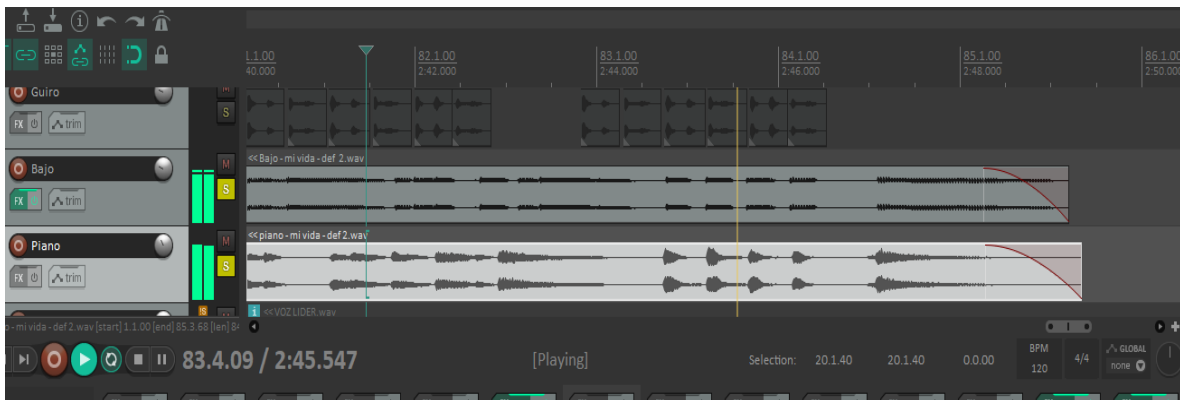 1.1.00 82.1.00 83.1.00 84.1.00 85.1.00 86.1.00
40.000 2:42.000 2:44.000 2:46.000 2:48.000 2:50.000
Guiro M
FX trim S
<<Bajo - mi vida - def 2.wav
Bajo M
FX trim S
<<piano - mi vida - def 2.wav
Piano M
FX trim S
i <<VOZ LIDER.wav
o - mi vida - def 2.wav [start] 1.1.00 [end] 85.3.68 [len] 84
83.4.09 / 2:45.547 [Playing] Selection: 20.1.40 20.1.40 0.0.00 BPM 120 4/4 GLOBAL none